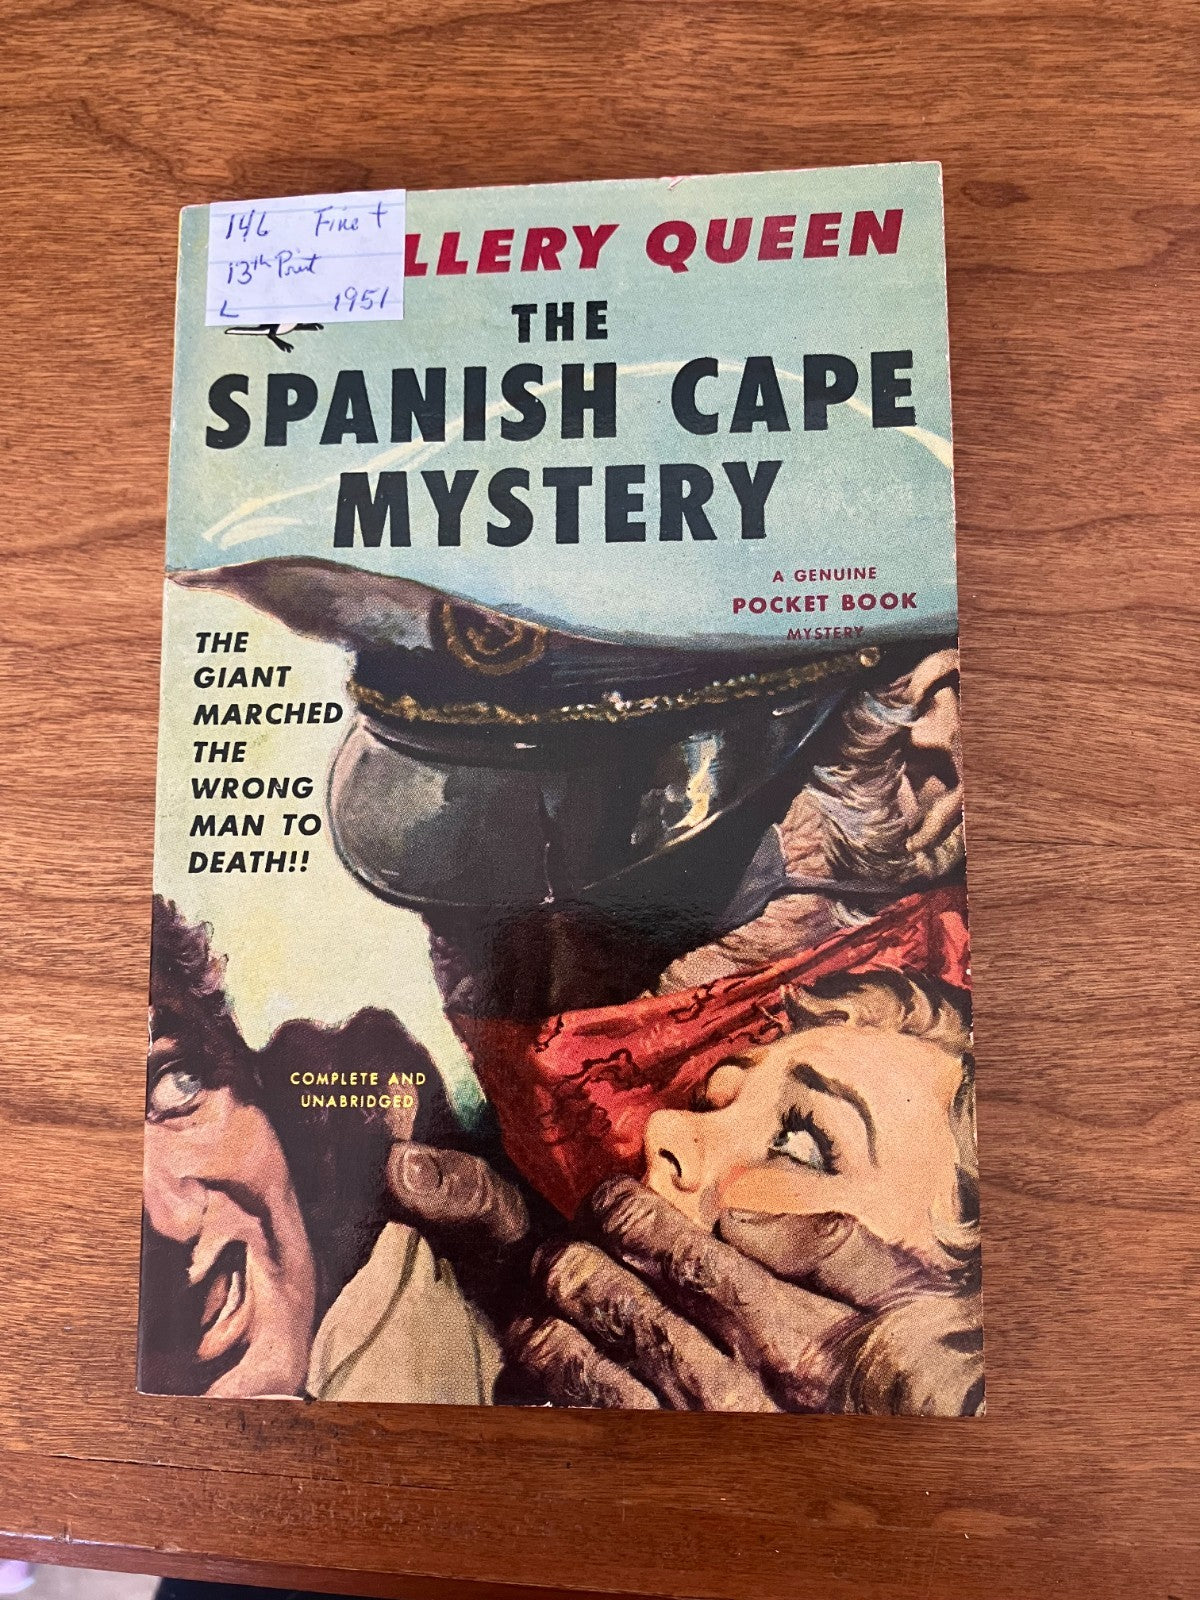 146 Fine +
13th Print
L 1951
LLERY QUEEN
THE
SPANISH CAPE
MYSTERY
A GENUINE
POCKET BOOK
MYSTERY
THE
GIANT
MARCHED
THE
WRONG
MAN TO
DEATH!!
COMPLETE AND
UNABRIDGED